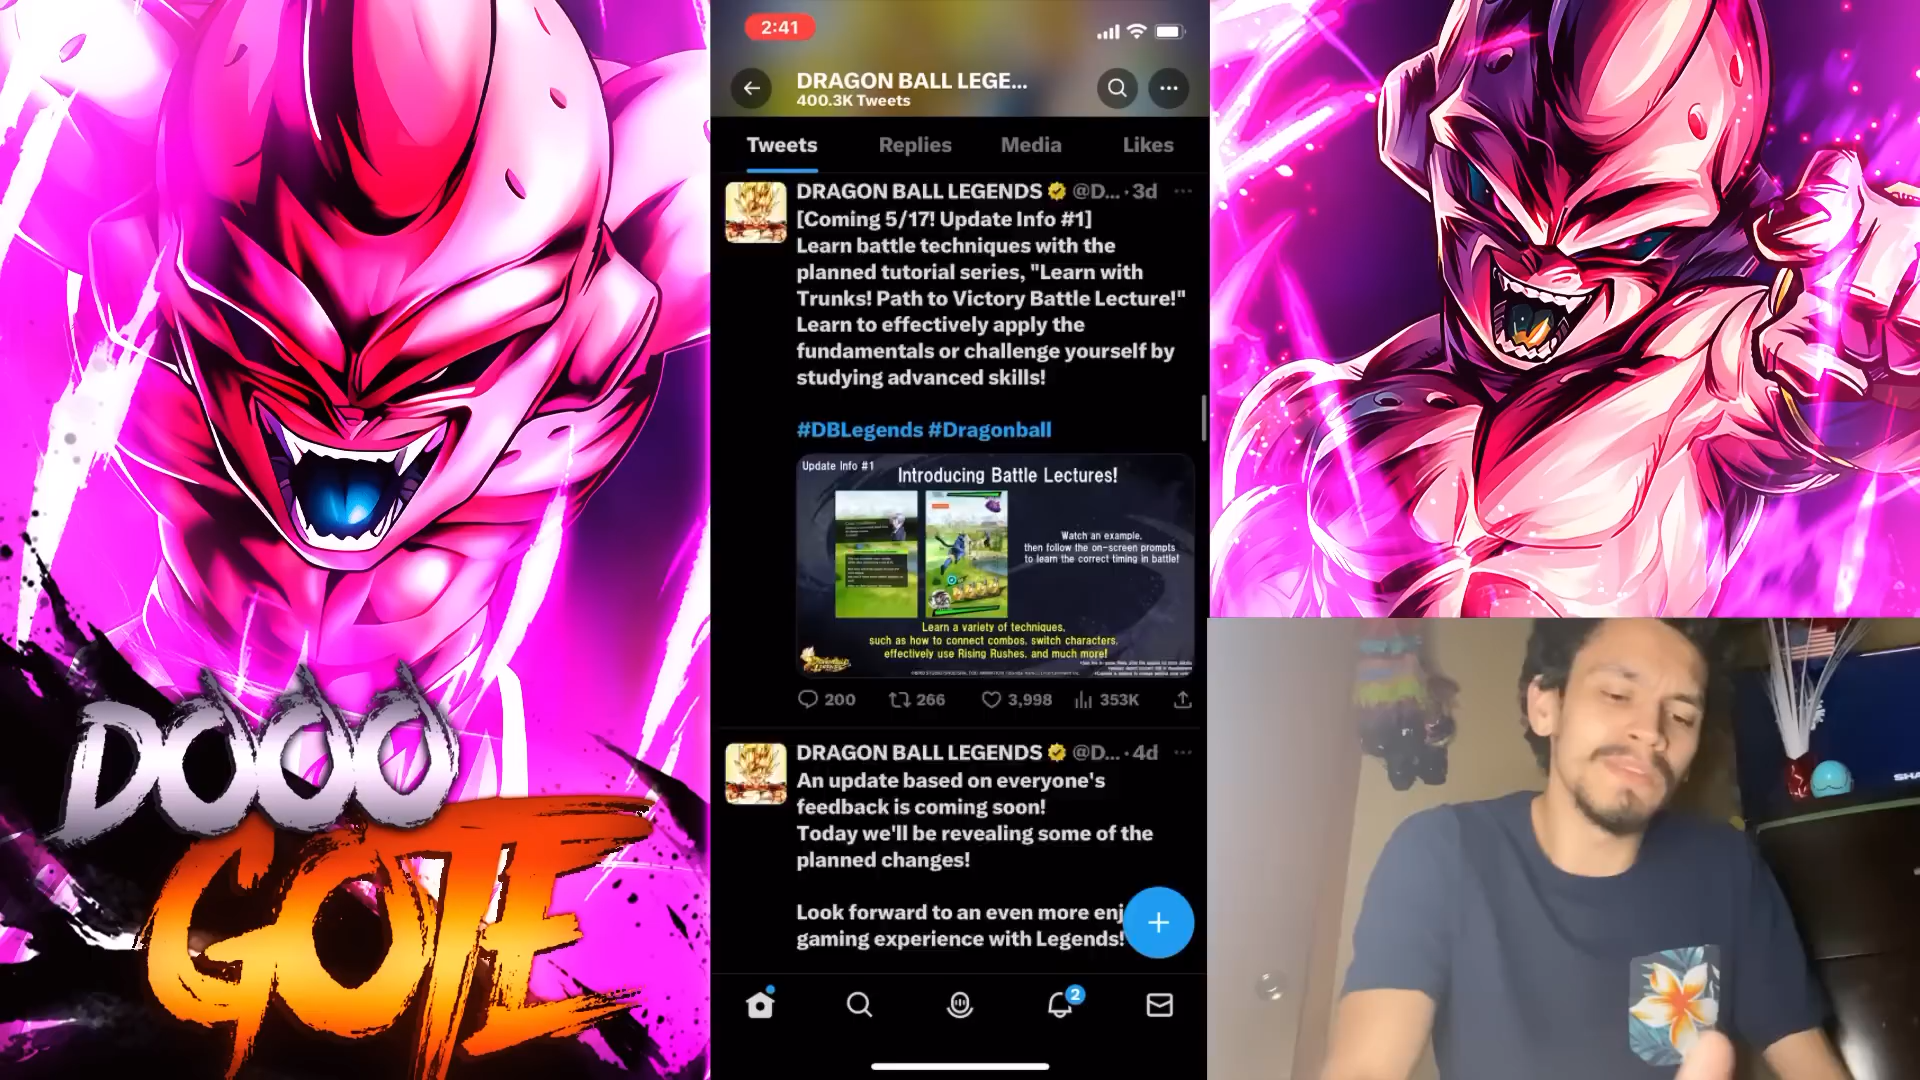 2:41
DRAGON BALL LEGE...
400.3K Tweets
Tweets
Replies
Media
Likes
DRAGON BALL LEGENDS @D... · 3d
[Coming 5/17! Update Info #1]
Learn battle techniques with the
planned tutorial series, "Learn with
Trunks! Path to Victory Battle Lecture!"
Learn to effectively apply the
fundamentals or challenge yourself by
studying advanced skills!
#DBLegends #Dragonball
Update Info #1
Introducing Battle Lectures!
Watch an example,
then follow the on-screen prompts
to learn the correct timing in battle!
Learn a variety of techniques,
such as how to connect combos, switch characters,
effectively use Rising Rushes, and much more!
200
266
3,998
353K
DRAGON BALL LEGENDS @D... · 4d
An update based on everyone's
feedback is coming soon!
Today we'll be revealing some of the
planned changes!
Look forward to an even more enj
gaming experience with Legends!
2
DOOO
GOTE
SHA